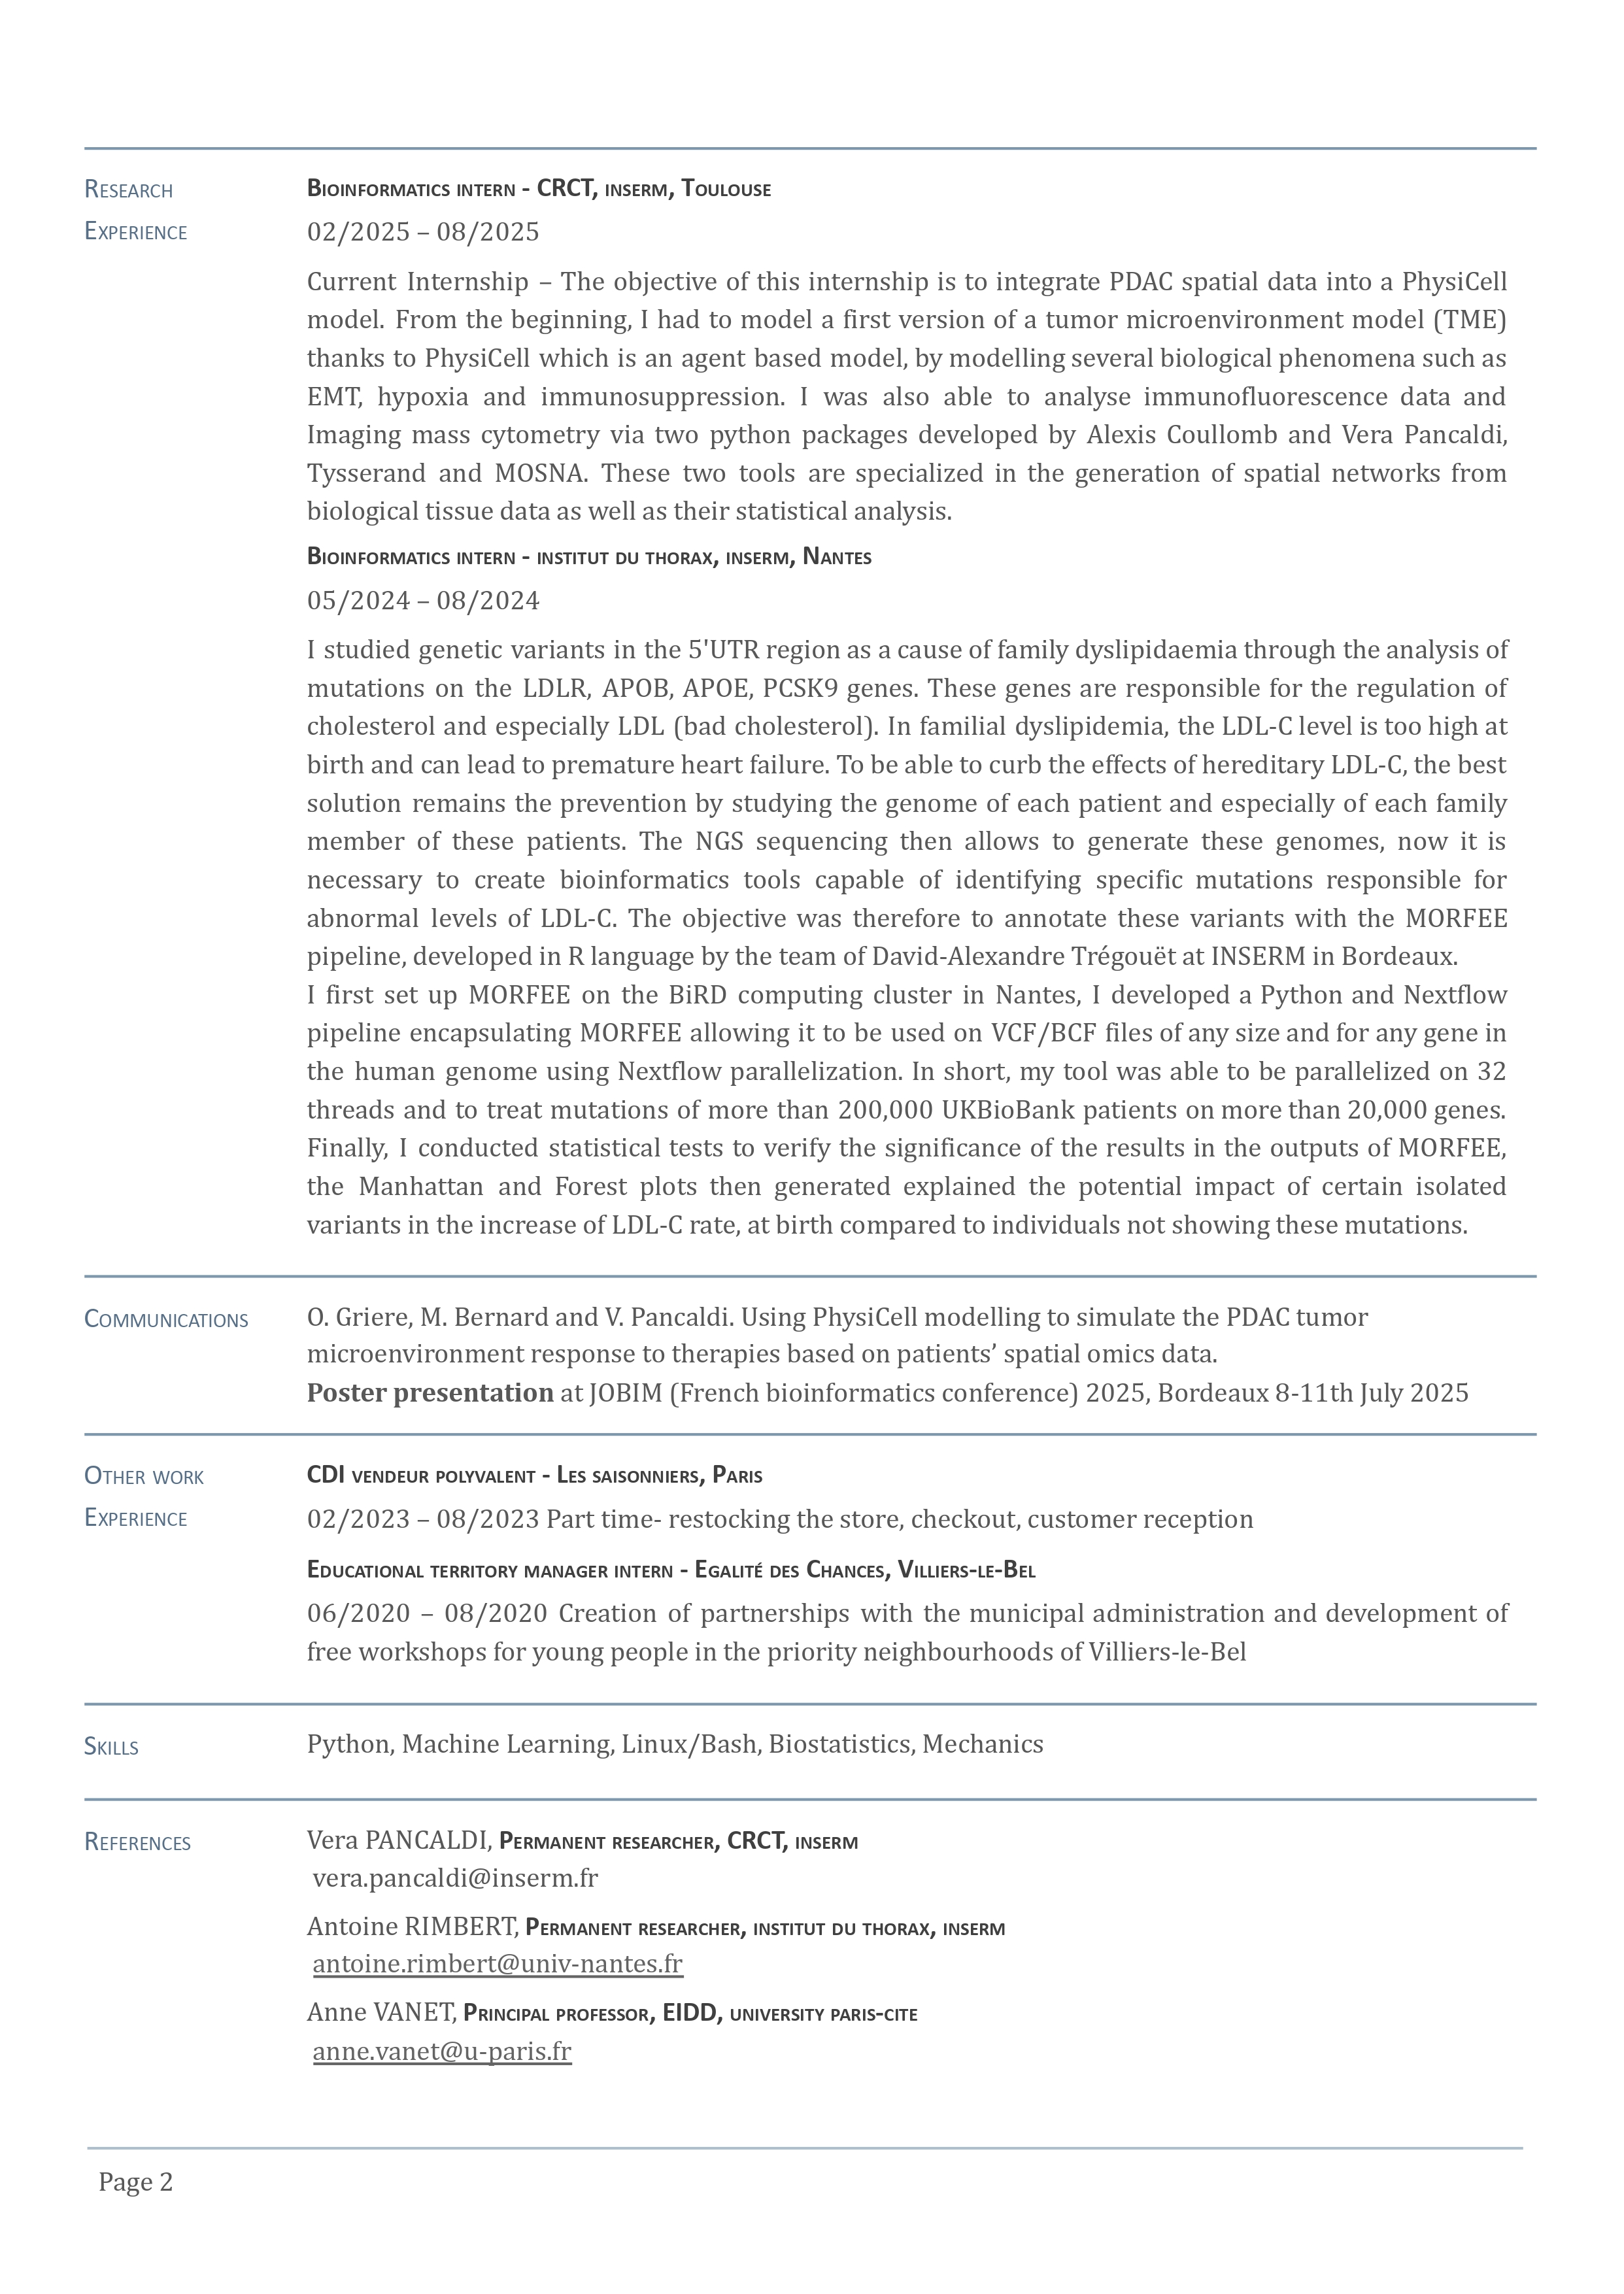 Research
Experience
Bioinformatics intern - CRCT, inserm, Toulouse
02/2025 – 08/2025
Current Internship – The objective of this internship is to integrate PDAC spatial data into a PhysiCell
model. From the beginning, I had to model a first version of a tumor microenvironment model (TME)
thanks to PhysiCell which is an agent based model, by modelling several biological phenomena such as
EMT, hypoxia and immunosuppression. I was also able to analyse immunofluorescence data and
Imaging mass cytometry via two python packages developed by Alexis Coullomb and Vera Pancaldi,
Tysserand and MOSNA. These two tools are specialized in the generation of spatial networks from
biological tissue data as well as their statistical analysis.
Bioinformatics intern - institut du thorax, inserm, Nantes
05/2024 – 08/2024
I studied genetic variants in the 5'UTR region as a cause of family dyslipidaemia through the analysis of
mutations on the LDLR, APOB, APOE, PCSK9 genes. These genes are responsible for the regulation of
cholesterol and especially LDL (bad cholesterol). In familial dyslipidemia, the LDL-C level is too high at
birth and can lead to premature heart failure. To be able to curb the effects of hereditary LDL-C, the best
solution remains the prevention by studying the genome of each patient and especially of each family
member of these patients. The NGS sequencing then allows to generate these genomes, now it is
necessary to create bioinformatics tools capable of identifying specific mutations responsible for
abnormal levels of LDL-C. The objective was therefore to annotate these variants with the MORFEE
pipeline, developed in R language by the team of David-Alexandre Trégouët at INSERM in Bordeaux.
I first set up MORFEE on the BiRD computing cluster in Nantes, I developed a Python and Nextflow
pipeline encapsulating MORFEE allowing it to be used on VCF/BCF files of any size and for any gene in
the human genome using Nextflow parallelization. In short, my tool was able to be parallelized on 32
threads and to treat mutations of more than 200,000 UKBioBank patients on more than 20,000 genes.
Finally, I conducted statistical tests to verify the significance of the results in the outputs of MORFEE,
the Manhattan and Forest plots then generated explained the potential impact of certain isolated
variants in the increase of LDL-C rate, at birth compared to individuals not showing these mutations.
Communications
O. Griere, M. Bernard and V. Pancaldi. Using PhysiCell modelling to simulate the PDAC tumor
microenvironment response to therapies based on patients’ spatial omics data.
Poster presentation at JOBIM (French bioinformatics conference) 2025, Bordeaux 8-11th July 2025
Other work
Experience
CDI vendeur polyvalent - Les saisonniers, Paris
02/2023 – 08/2023 Part time- restocking the store, checkout, customer reception
Educational territory manager intern - Egalité des Chances, Villiers-le-Bel
06/2020 – 08/2020 Creation of partnerships with the municipal administration and development of
free workshops for young people in the priority neighbourhoods of Villiers-le-Bel
Skills
Python, Machine Learning, Linux/Bash, Biostatistics, Mechanics
References
Vera PANCALDI, Permanent researcher, CRCT, inserm
vera.pancaldi@inserm.fr
Antoine RIMBERT, Permanent researcher, institut du thorax, inserm
antoine.rimbert@univ-nantes.fr
Anne VANET, Principal professor, EIDD, university paris-cite
anne.vanet@u-paris.fr
Page 2